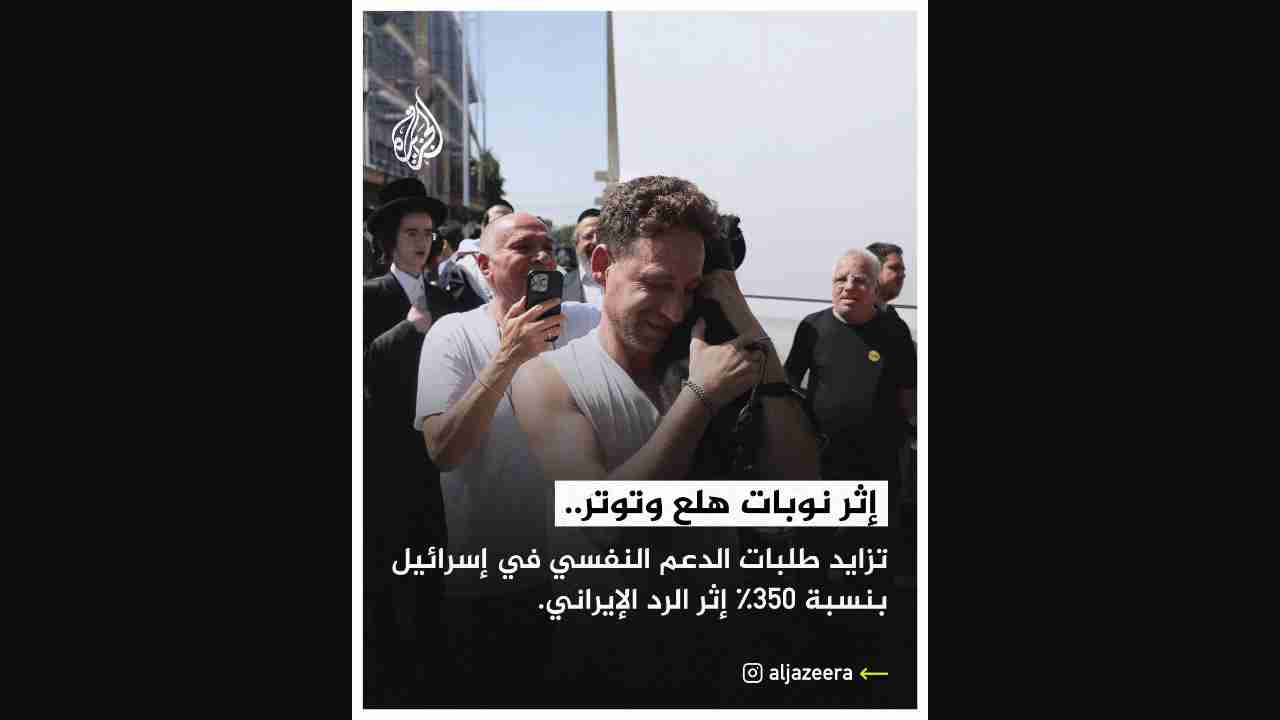 الجزيرة
إثر نوبات هلع وتوتر..
تزايد طلبات الدعم النفسي في إسرائيل
بنسبة 350٪ إثر الرد الإيراني.
aljazeera